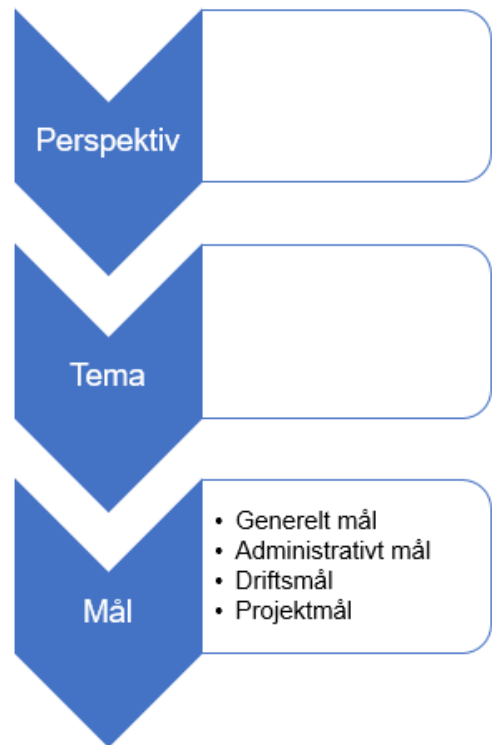 Perspektiv
Tema
Mål
• Generelt mål
• Administrativt mål
• Driftsmål
• Projektmål